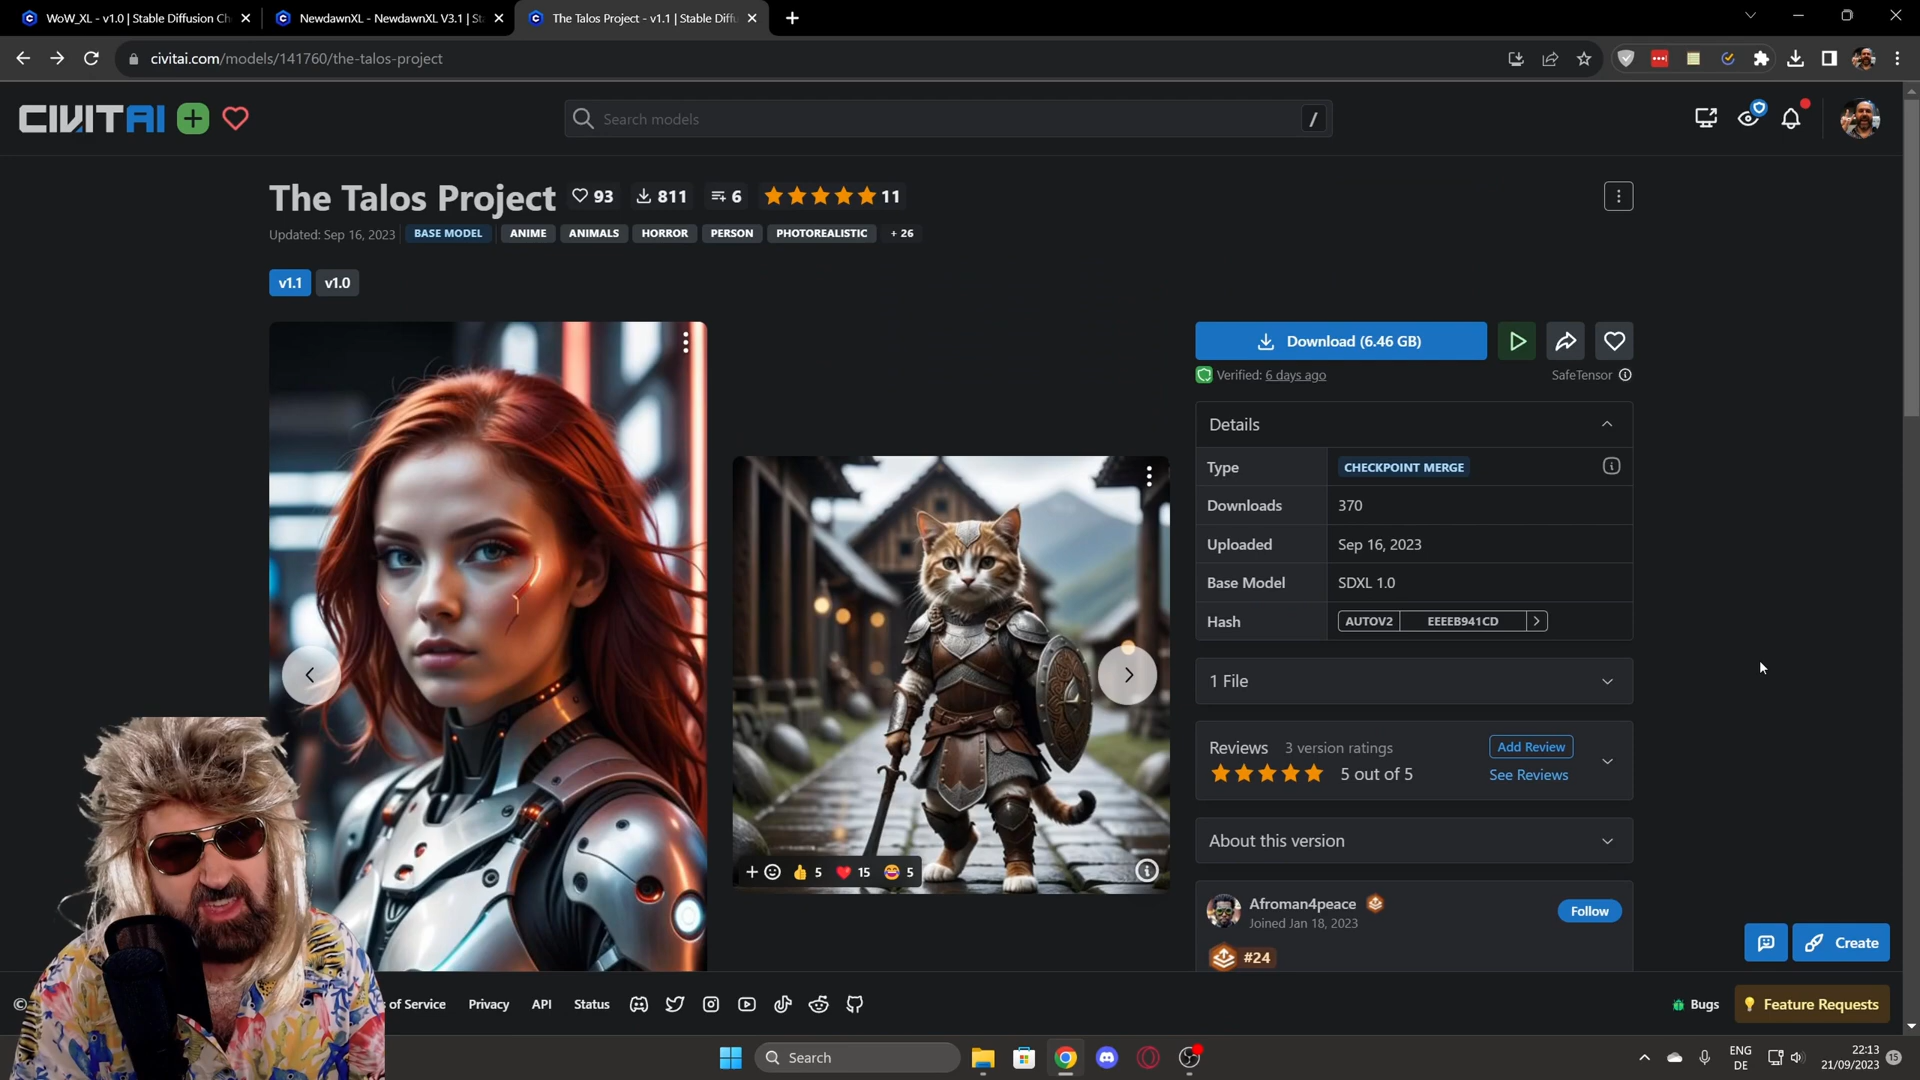 WoW_XL - v1.0 | Stable Diffusion Ch
NewdawnXL - NewdawnXL V3.1 | St
The Talos Project - v1.1 | Stable Diffu
civitai.com/models/141760/the-talos-project
CIVITAI
Search models
/
The Talos Project
93
811
6
11
Updated: Sep 16, 2023
BASE MODEL
ANIME
ANIMALS
HORROR
PERSON
PHOTOREALISTIC
+ 26
v1.1
v1.0
Download (6.46 GB)
Verified: 6 days ago
SafeTensor
Details
Type
CHECKPOINT MERGE
Downloads
370
Uploaded
Sep 16, 2023
Base Model
SDXL 1.0
Hash
AUTOV2
EEEEB941CD
1 File
Reviews
3 version ratings
Add Review
5 out of 5
See Reviews
About this version
5
15
5
Afroman4peace
Joined Jan 18, 2023
Follow
#24
Create
©
of Service
Privacy
API
Status
Bugs
Feature Requests
Search
ENG
DE
22:13
21/09/2023
15